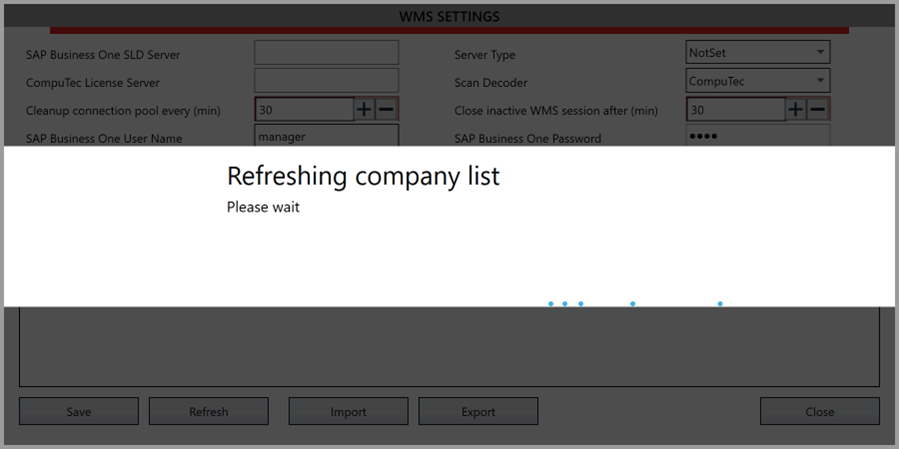 WMS SETTINGS
SAP Business One SLD Server
Server Type NotSet
CompuTec License Server
Scan Decoder CompuTec
Cleanup connection pool every (min) 30
Close inactive WMS session after (min) 30
SAP Business One User Name manager
SAP Business One Password ••••
Refreshing company list
Please wait
Save Refresh Import Export Close